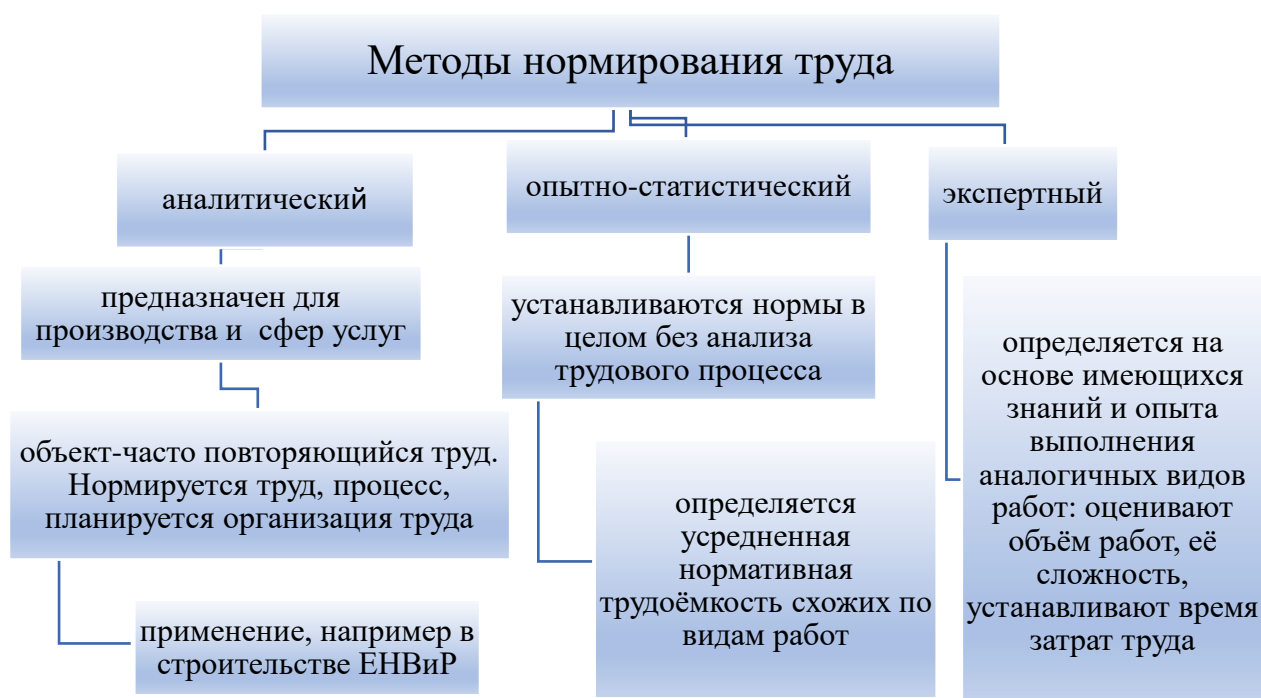 Методы нормирования труда
аналитический
опытно-статистический
экспертный
предназначен для
производства и сфер услуг
объект-часто повторяющийся труд.
Нормируется труд, процесс,
планируется организация труда
применение, например в
строительстве ЕНВиР
устанавливаются нормы в
целом без анализа
трудового процесса
определяется
усредненная
нормативная
трудоёмкость схожих по
видам работ
определяется на
основе имеющихся
знаний и опыта
выполнения
аналогичных видов
работ: оценивают
объём работ, её
сложность,
устанавливают время
затрат труда